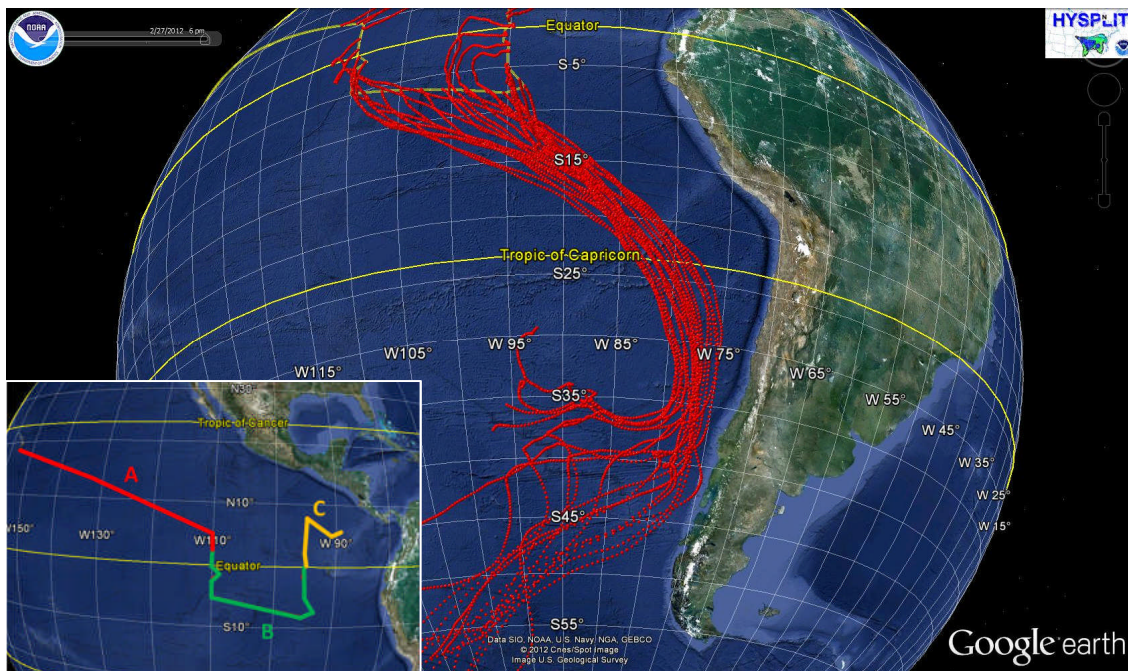 NOAA
2/27/2012 6 pm
HYSPLIT
Equator
S 5°
S15°
Tropic of Capricorn
S25°
W 95°
W 85°
W 75°
W105°
W115°
W 65°
S35°
W 55°
W 45°
W 35°
W 25°
W 15°
S45°
S55°
N30°
Tropic of Cancer
A
N10°
C
W150°
W130°
W110°
W 90°
Equator
B
S10°
Data SIO, NOAA, U.S. Navy, NGA, GEBCO
© 2012 Cnes/Spot Image
Image U.S. Geological Survey
Google earth